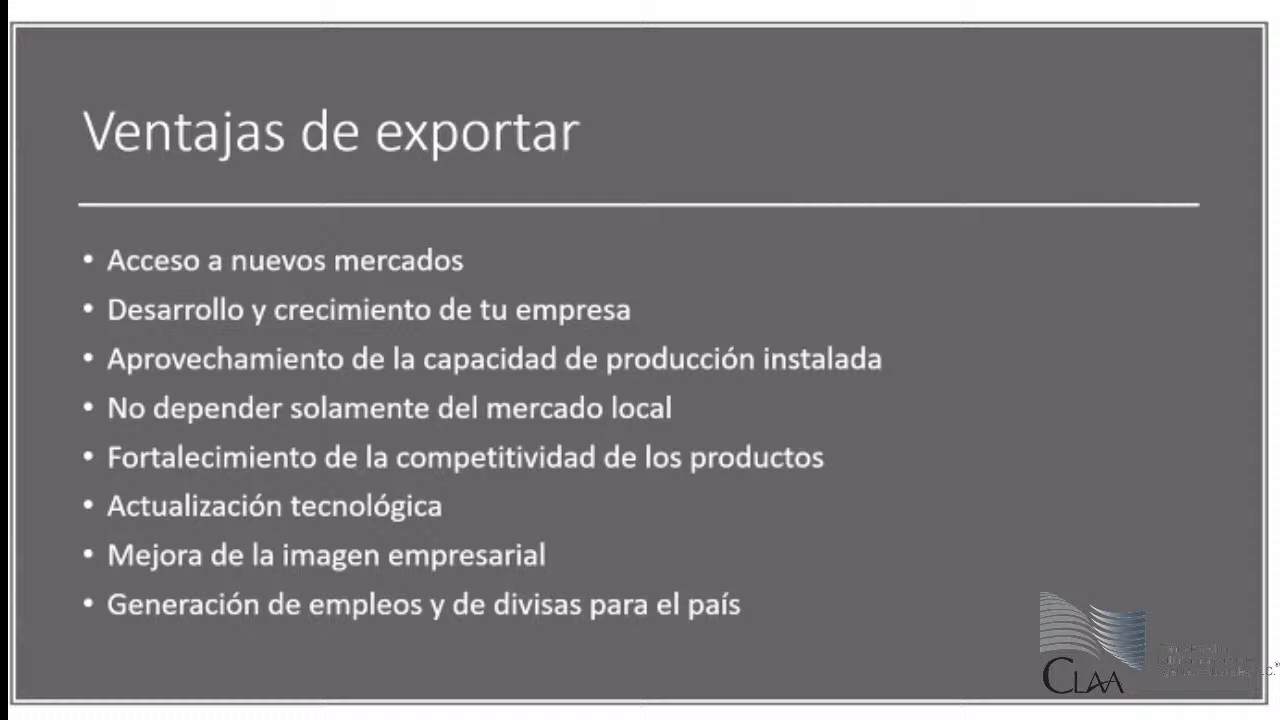 Ventajas de exportar
• Acceso a nuevos mercados
• Desarrollo y crecimiento de tu empresa
• Aprovechamiento de la capacidad de producción instalada
• No depender solamente del mercado local
• Fortalecimiento de la competitividad de los productos
• Actualización tecnológica
• Mejora de la imagen empresarial
• Generación de empleos y de divisas para el país
CLAA